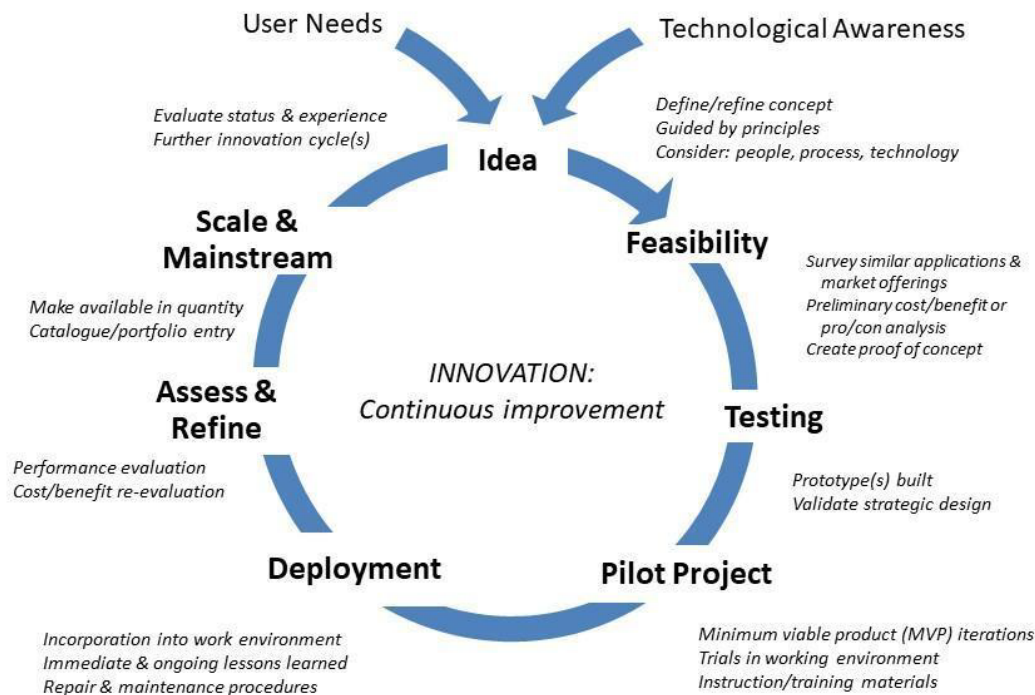 User Needs
Technological Awareness
Evaluate status & experience
Further innovation cycle(s)
Define/refine concept
Guided by principles
Consider: people, process, technology
Idea
Scale &
Mainstream
Feasibility
Survey similar applications &
market offerings
Preliminary cost/benefit or
pro/con analysis
Create proof of concept
Make available in quantity
Catalogue/portfolio entry
INNOVATION:
Continuous improvement
Assess &
Refine
Testing
Performance evaluation
Cost/benefit re-evaluation
Prototype(s) built
Validate strategic design
Deployment
Pilot Project
Incorporation into work environment
Immediate & ongoing lessons learned
Repair & maintenance procedures
Minimum viable product (MVP) iterations
Trials in working environment
Instruction/training materials